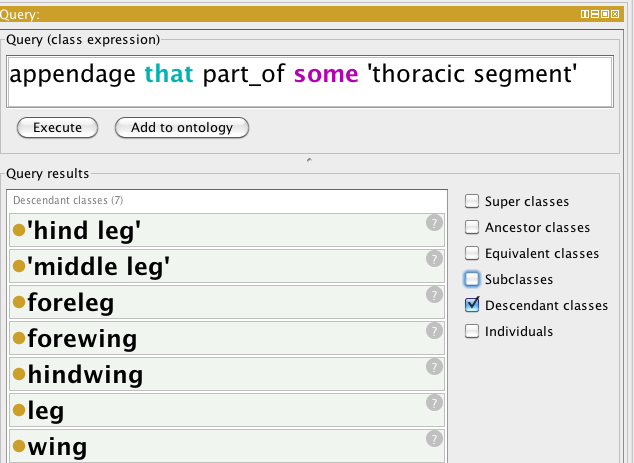 Query:
Query (class expression)
appendage that part_of some 'thoracic segment'
Execute
Add to ontology
Query results
Descendant classes (7)
'hind leg' ?
'middle leg' ?
foreleg ?
forewing ?
hindwing ?
leg ?
wing ?
Super classes
Ancestor classes
Equivalent classes
Subclasses
Descendant classes
Individuals